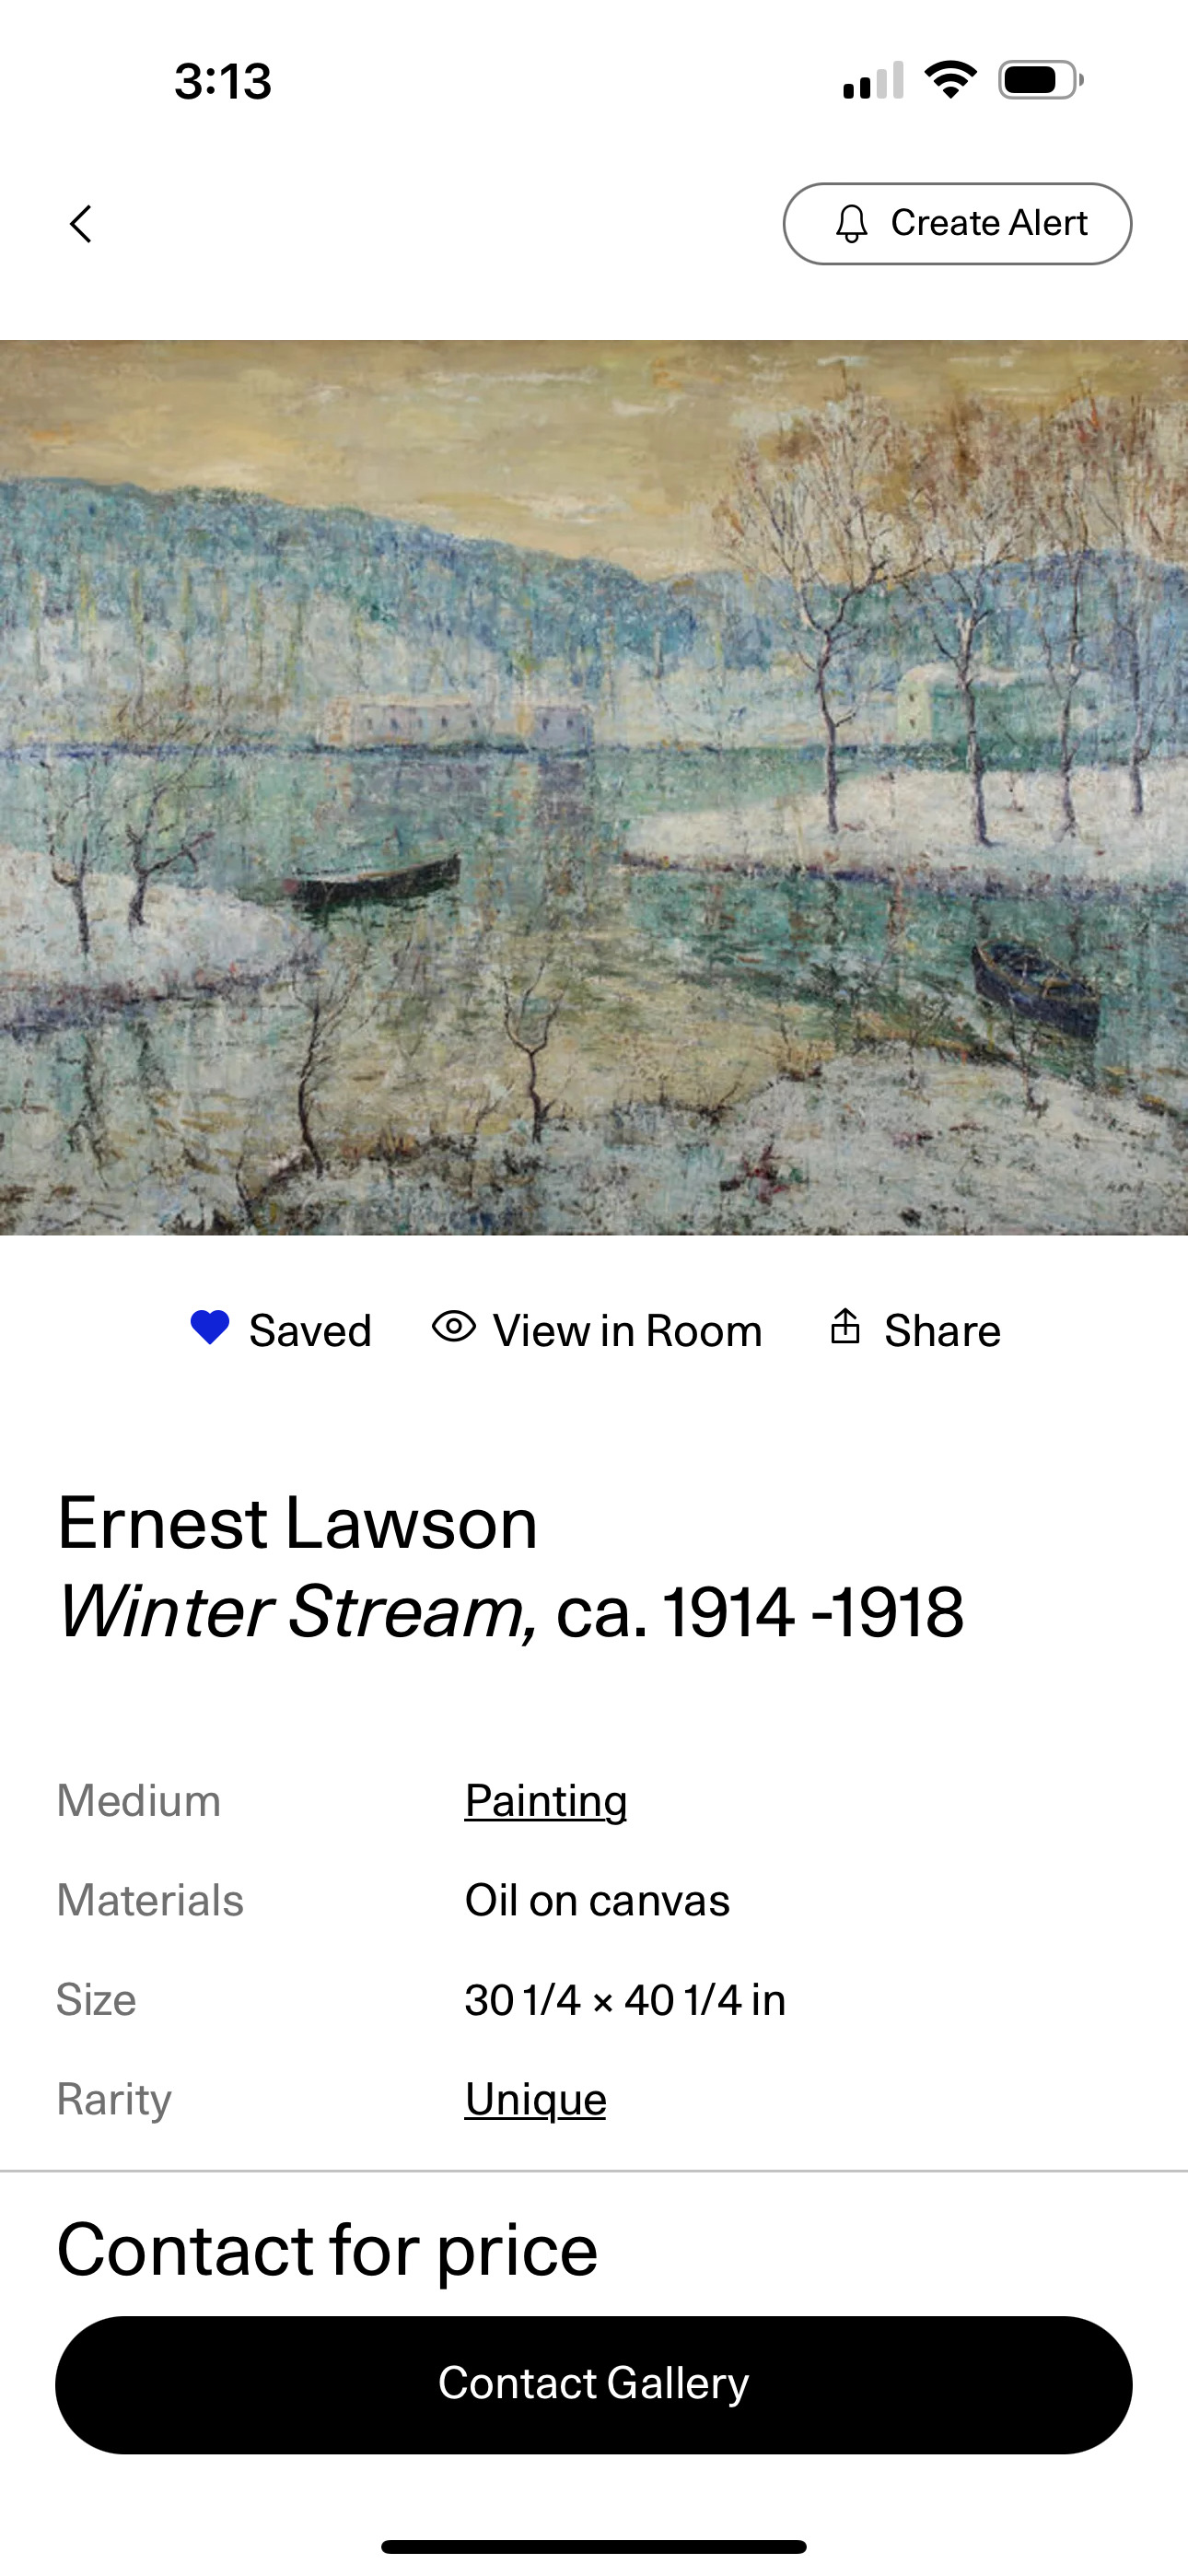 3:13
Create Alert
Saved View in Room Share
Ernest Lawson
Winter Stream, ca. 1914 -1918
Medium Painting
Materials Oil on canvas
Size 30 1/4 × 40 1/4 in
Rarity Unique
Contact for price
Contact Gallery